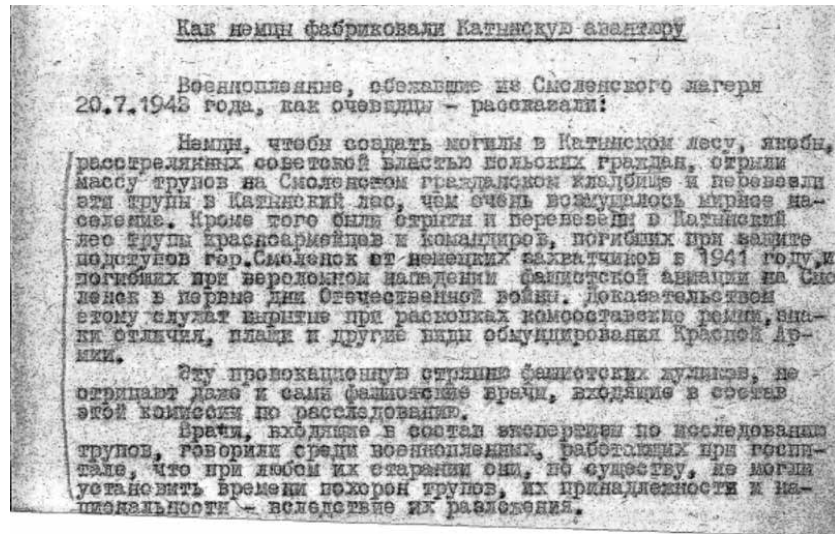 Как немцы фабриковали Катынскую авантюру
Военнопленные, сбежавшие из Смоленского лагеря
20.7.1943 года, как очевидцы - рассказали:
Немцы, чтобы создать могилы в Катынском лесу, якобы,
расстрелянных советской властью польских граждан, отрыли
массу трупов на Смоленском гражданском кладбище и перевезли
эти трупы в Катынский лес, чем очень возмущалось мирное на-
селение. Кроме того были отрыты и перевезены в Катынский
лес трупы красноармейцев и командиров, погибших при защите
подступов гор.Смоленск от немецких захватчиков в 1941 году,и
погибших при вероломном нападении фашистской авиации на Смо
ленск в первые дни Отечественной войны. Доказательством
этому служат вырытые при раскопках комсоставские ремни,зна-
ки отличия, плащи и другие виды обмундирования Красной Ар-
мии.
Эту провокационную стряпню фашистских жуликов, не
отрицают даже и сами фашистские врачи, входящие в состав
этой комиссии по расследованию.
Врачи, входящие в состав экспертизы по исследованию
трупов, говорили среди военнопленных, работающих при госпи-
тале, что при любом их старании они, по существу, не могли
установить времени похорон трупов, их принадлежности и на-
циональности - вследствие их разложения.